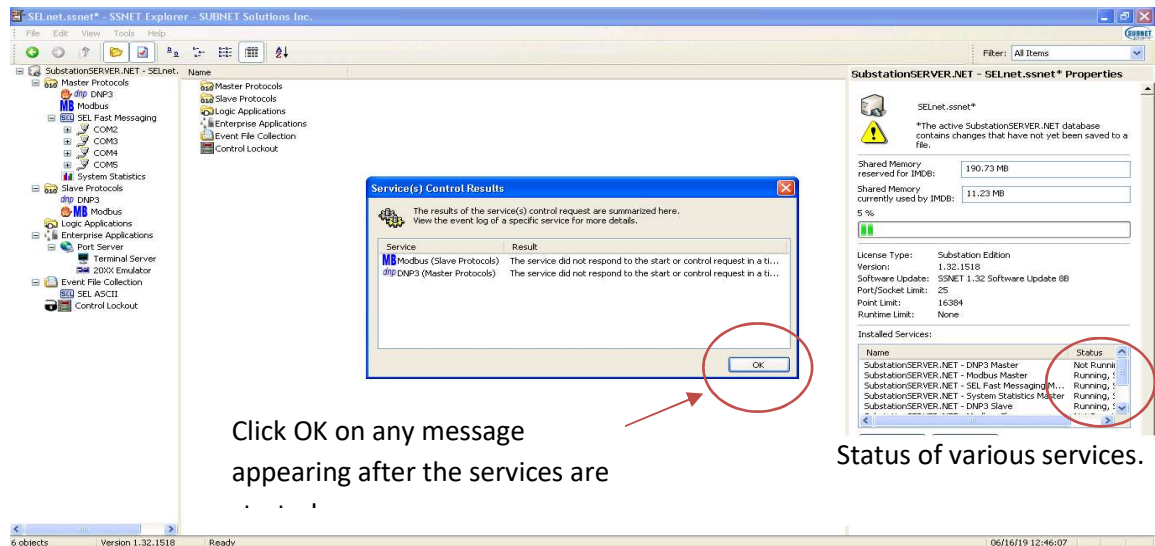 SELnet.ssnet* - SSNET Explorer - SUBNET Solutions Inc.
File Edit View Tools Help
SUBNET
Filter: All Items
SubstationSERVER.NET - SELnet.
Master Protocols
dnp DNP3
MB Modbus
SEL SEL Fast Messaging
COM2
COM3
COM4
COM5
System Statistics
Slave Protocols
dnp DNP3
MB Modbus
Logic Applications
Enterprise Applications
Port Server
Terminal Server
20XX Emulator
Event File Collection
SEL SEL ASCII
Control Lockout
Name
Master Protocols
Slave Protocols
Logic Applications
Enterprise Applications
Event File Collection
Control Lockout
Service(s) Control Results
The results of the service(s) control request are summarized here.
View the event log of a specific service for more details.
Service Result
MB Modbus (Slave Protocols) The service did not respond to the start or control request in a ti...
dnp DNP3 (Master Protocols) The service did not respond to the start or control request in a ti...
OK
Click OK on any message
appearing after the services are
SubstationSERVER.NET - SELnet.ssnet* Properties
SELnet.ssnet*
*The active SubstationSERVER.NET database
contains changes that have not yet been saved to a
file.
Shared Memory
reserved for IMDB: 190.73 MB
Shared Memory
currently used by IMDB: 11.23 MB
5 %
License Type: Substation Edition
Version: 1.32.1518
Software Update: SSNET 1.32 Software Update 8B
Port/Socket Limit: 25
Point Limit: 16384
Runtime Limit: None
Installed Services:
Name Status
SubstationSERVER.NET - DNP3 Master Not Runni
SubstationSERVER.NET - Modbus Master Running, S
SubstationSERVER.NET - SEL Fast Messaging M... Running, S
SubstationSERVER.NET - System Statistics Master Running, S
SubstationSERVER.NET - DNP3 Slave Running, S
Status of various services.
6 objects Version 1.32.1518 Ready 06/16/19 12:46:07